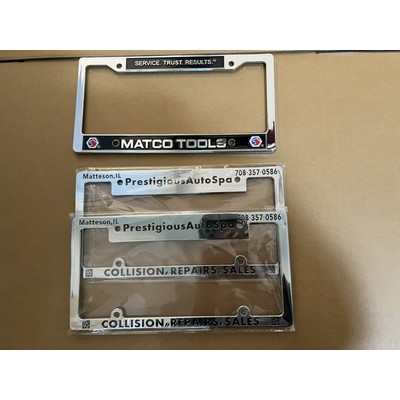 SERVICE. TRUST. RESULTS.®
MATCO TOOLS
Matteson,IL 708-357-0586
PrestigiousAutoSpa
Matteson,IL 708-357-0586
PrestigiousAutoSpa
COLLISION,REPAIRS,SALES
COLLISION,REPAIRS,SALES